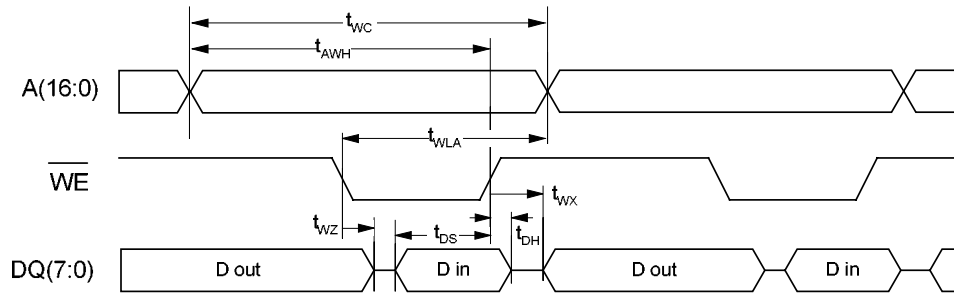 tWC
tAWH
A(16:0)
tWLA
WE
tWX
tWZ
tDS
tDH
DQ(7:0)
D out
D in
D out
D in